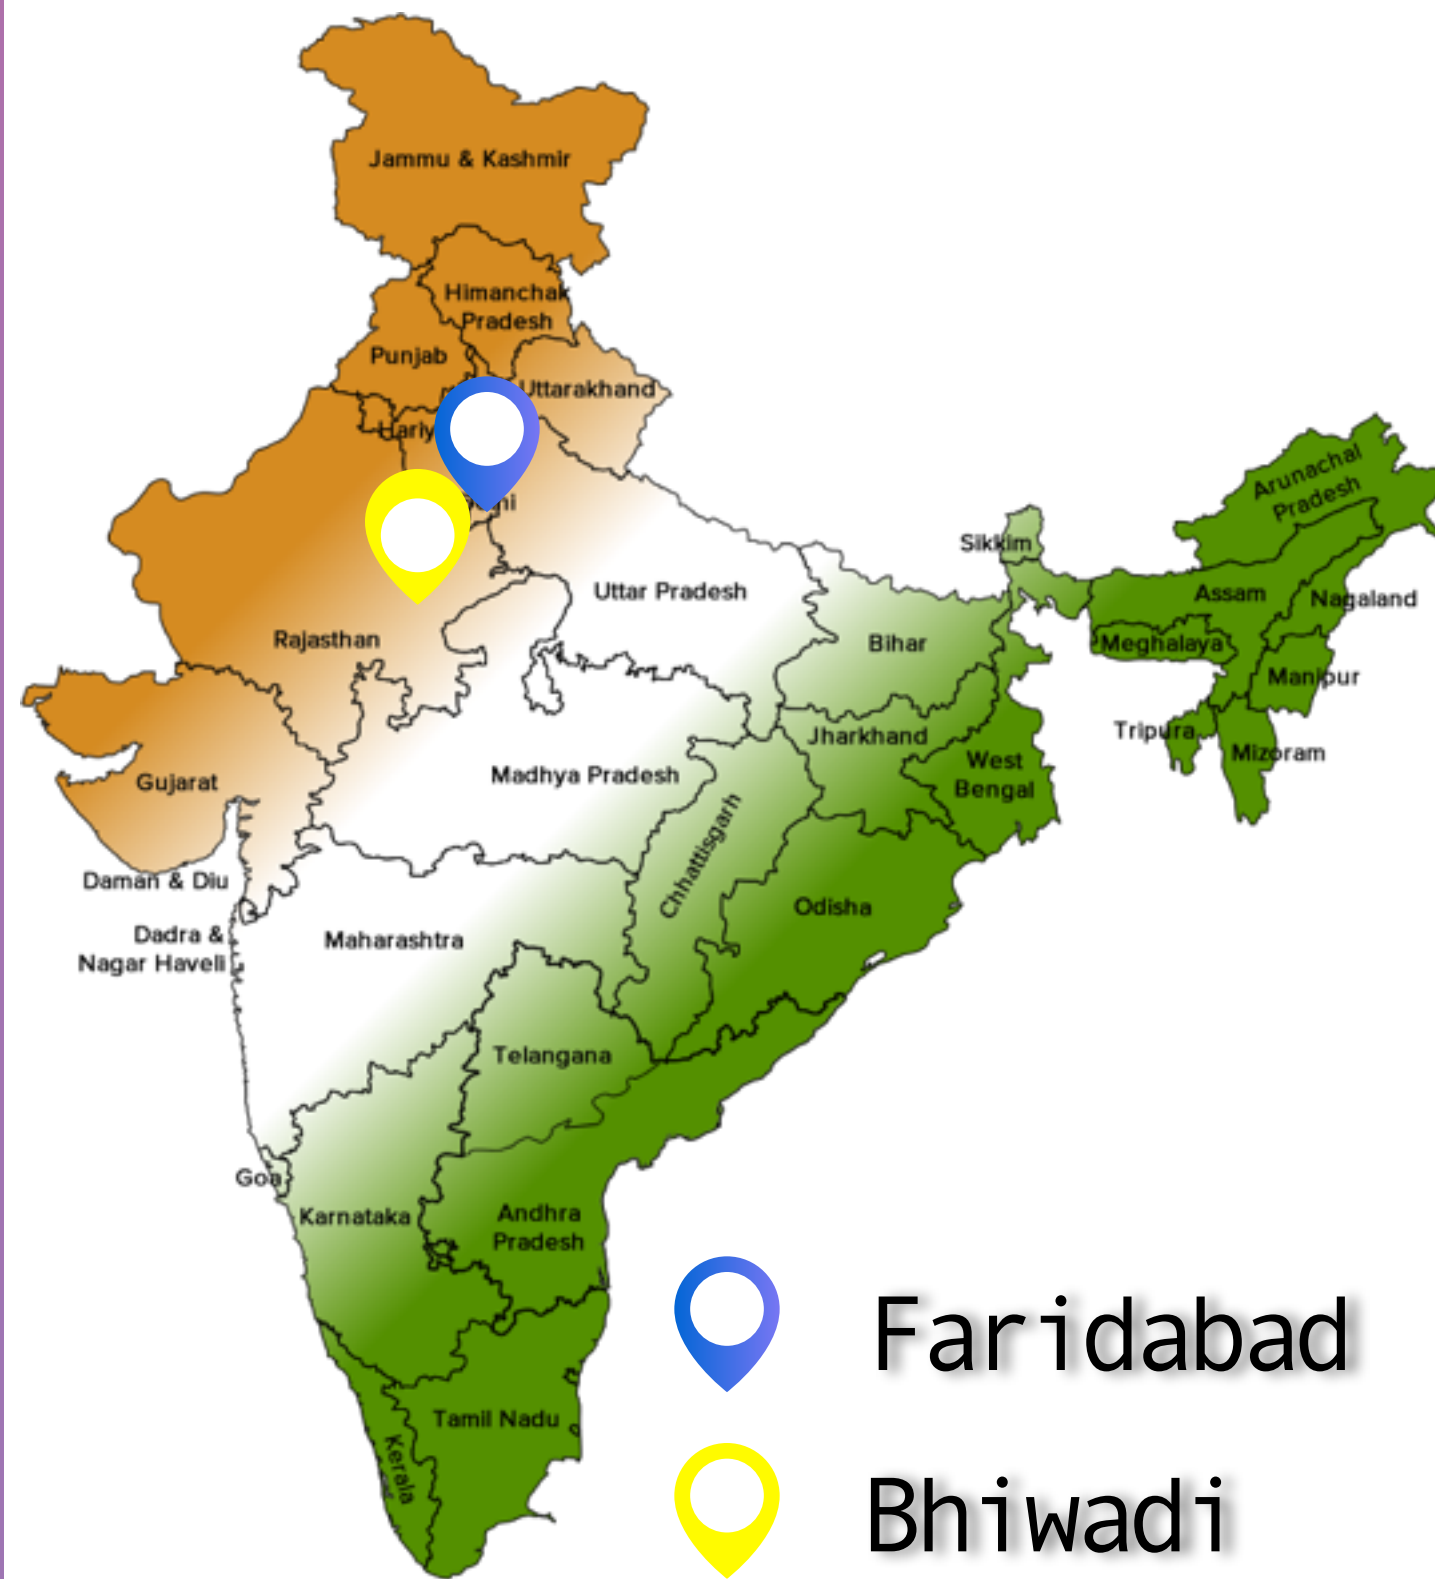 Jammu & Kashmir
Himanchak
Pradesh
Punjab
Uttarakhand
Hariy
Arunachal
Pradesh
Sikkim
Uttar Pradesh
Assam
Nagaland
Rajasthan
Bihar
Meghalaya
Manipur
Tripura
Jharkhand
Mizoram
West
Bengal
Madhya Pradesh
Gujarat
Chhattisgarh
Daman & Diu
Odisha
Dadra &
Nagar Haveli
Maharashtra
Telangana
Goa
Karnataka
Andhra
Pradesh
Faridabad
Tamil Nadu
Kerala
Bhiwadi